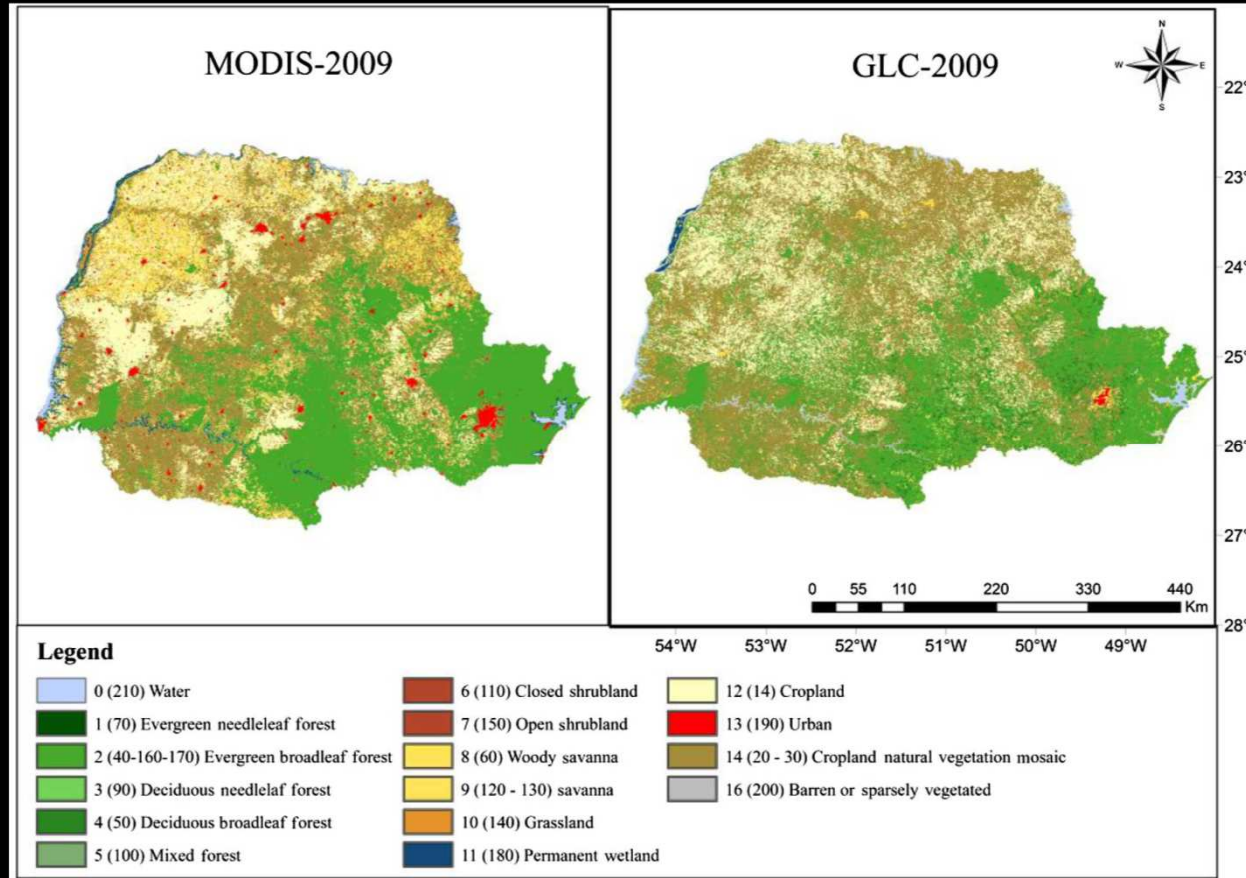 MODIS-2009
GLC-2009
N
W
E
S
22°
23°
24°
25°
26°
27°
28°
0 55 110 220 330 440
Km
54°W 53°W 52°W 51°W 50°W 49°W
Legend
0 (210) Water
1 (70) Evergreen needleleaf forest
2 (40-160-170) Evergreen broadleaf forest
3 (90) Deciduous needlelaf forest
4 (50) Deciduous broadleaf forest
5 (100) Mixed forest
6 (110) Closed shrubland
7 (150) Open shrubland
8 (60) Woody savanna
9 (120 - 130) savanna
10 (140) Grassland
11 (180) Permanent wetland
12 (14) Cropland
13 (190) Urban
14 (20 - 30) Cropland natural vegetation mosaic
16 (200) Barren or sparsely vegetated